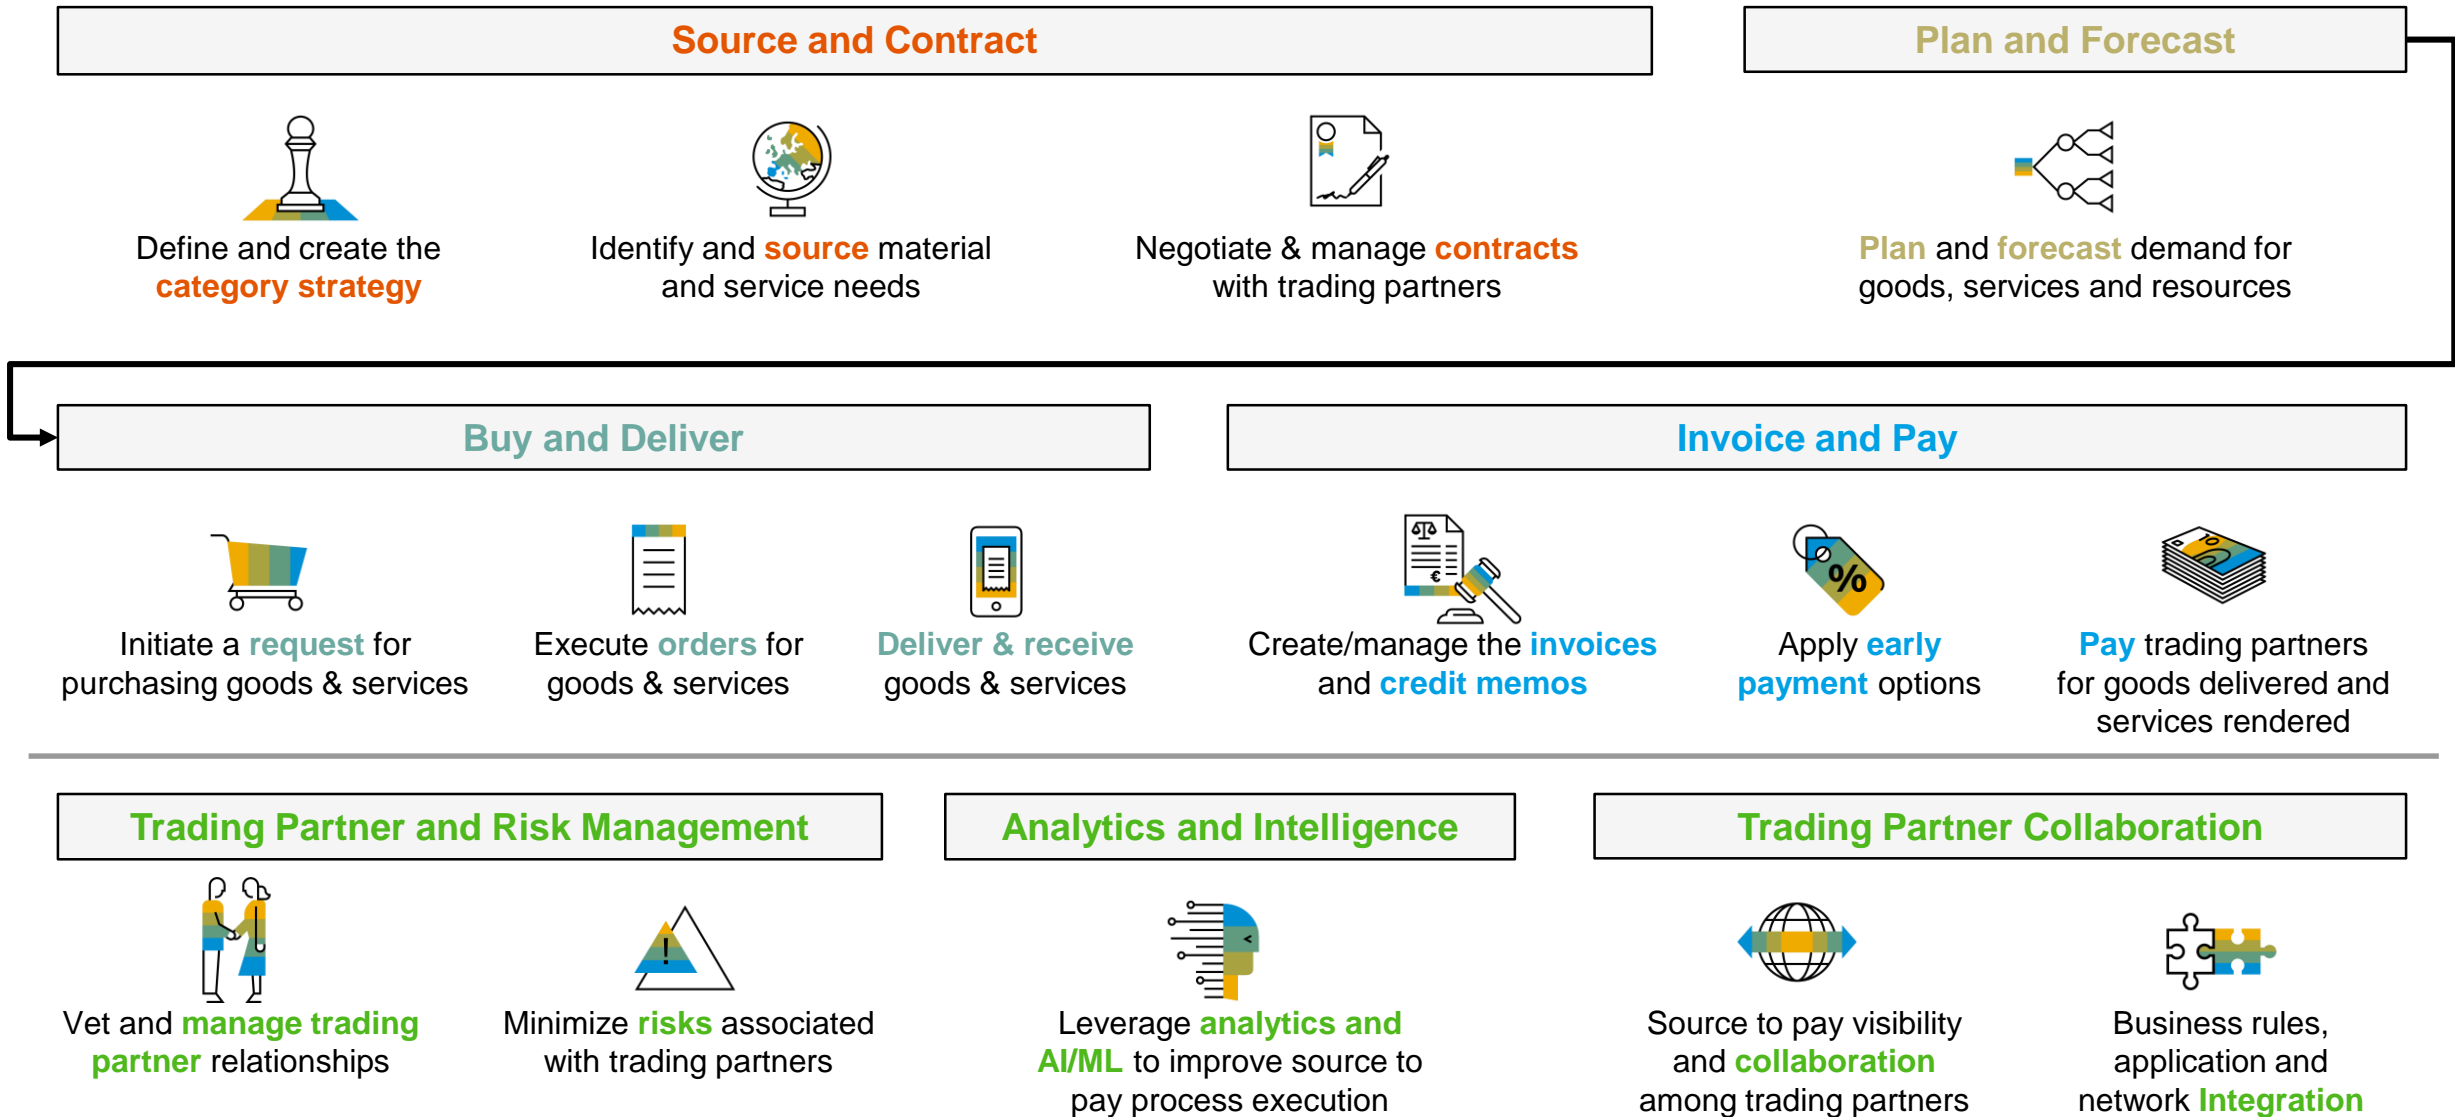 Source and Contract
Plan and Forecast
Define and create the
category strategy
Identify and source material
and service needs
Negotiate & manage contracts
with trading partners
Plan and forecast demand for
goods, services and resources
Buy and Deliver
Invoice and Pay
Initiate a request for
purchasing goods & services
Execute orders for
goods & services
Deliver & receive
goods & services
€
Create/manage the invoices
and credit memos
%
Apply early
payment options
10
Pay trading partners
for goods delivered and
services rendered
Trading Partner and Risk Management
Analytics and Intelligence
Trading Partner Collaboration
Vet and manage trading
partner relationships
!
Minimize risks associated
with trading partners
Leverage analytics and
AI/ML to improve source to
pay process execution
Source to pay visibility
and collaboration
among trading partners
Business rules,
application and
network Integration